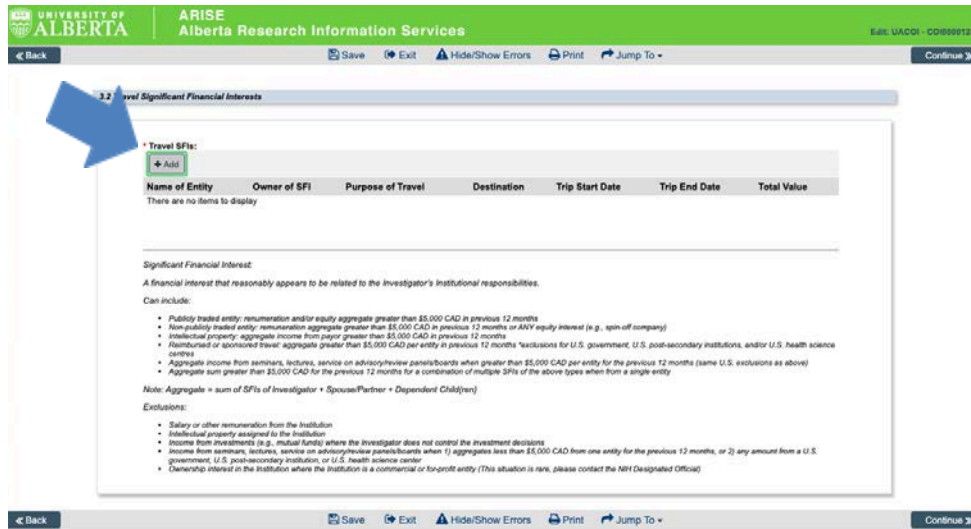 UNIVERSITY OF
ALBERTA
ARISE
Alberta Research Information Services
Edit: UACOI - COI000012
Back
Save Exit Hide/Show Errors Print Jump To
Continue
3.2 Travel Significant Financial Interests
* Travel SFIs:
+ Add
Name of Entity Owner of SFI Purpose of Travel Destination Trip Start Date Trip End Date Total Value
There are no items to display
Significant Financial Interest:
A financial interest that reasonably appears to be related to the Investigator's Institutional responsibilities.
Can include:
• Publicly traded entity: renumeration and/or equity aggregate greater than $5,000 CAD in previous 12 months
• Non-publicly traded entity: remuneration aggregate greater than $5,000 CAD in previous 12 months or ANY equity interest (e.g., spin-off company)
• Intellectual property: aggregate income from payor greater than $5,000 CAD in previous 12 months
• Reimbursed or sponsored travel: aggregate greater than $5,000 CAD per entity in previous 12 months *exclusions for U.S. government, U.S. post-secondary institutions, and/or U.S. health science
centres
• Aggregate income from seminars, lectures, service on advisory/review panels/boards when greater than $5,000 CAD per entity for the previous 12 months (same U.S. exclusions as above)
• Aggregate sum greater than $5,000 CAD for the previous 12 months for a combination of multiple SFIs of the above types when from a single entity
Note: Aggregate = sum of SFIs of Investigator + Spouse/Partner + Dependent Child(ren)
Exclusions:
• Salary or other remuneration from the Institution
• Intellectual property assigned to the Institution
• Income from investments (e.g., mutual funds) where the Investigator does not control the investment decisions
• Income from seminars, lectures, service on advisory/review panels/boards when 1) aggregates less than $5,000 CAD from one entity for the previous 12 months, or 2) any amount from a U.S.
government, U.S. post-secondary institution, or U.S. health science center
• Ownership interest in the Institution where the Institution is a commercial or for-profit entity (This situation is rare, please contact the NIH Designated Official)
Back
Save Exit Hide/Show Errors Print Jump To
Continue